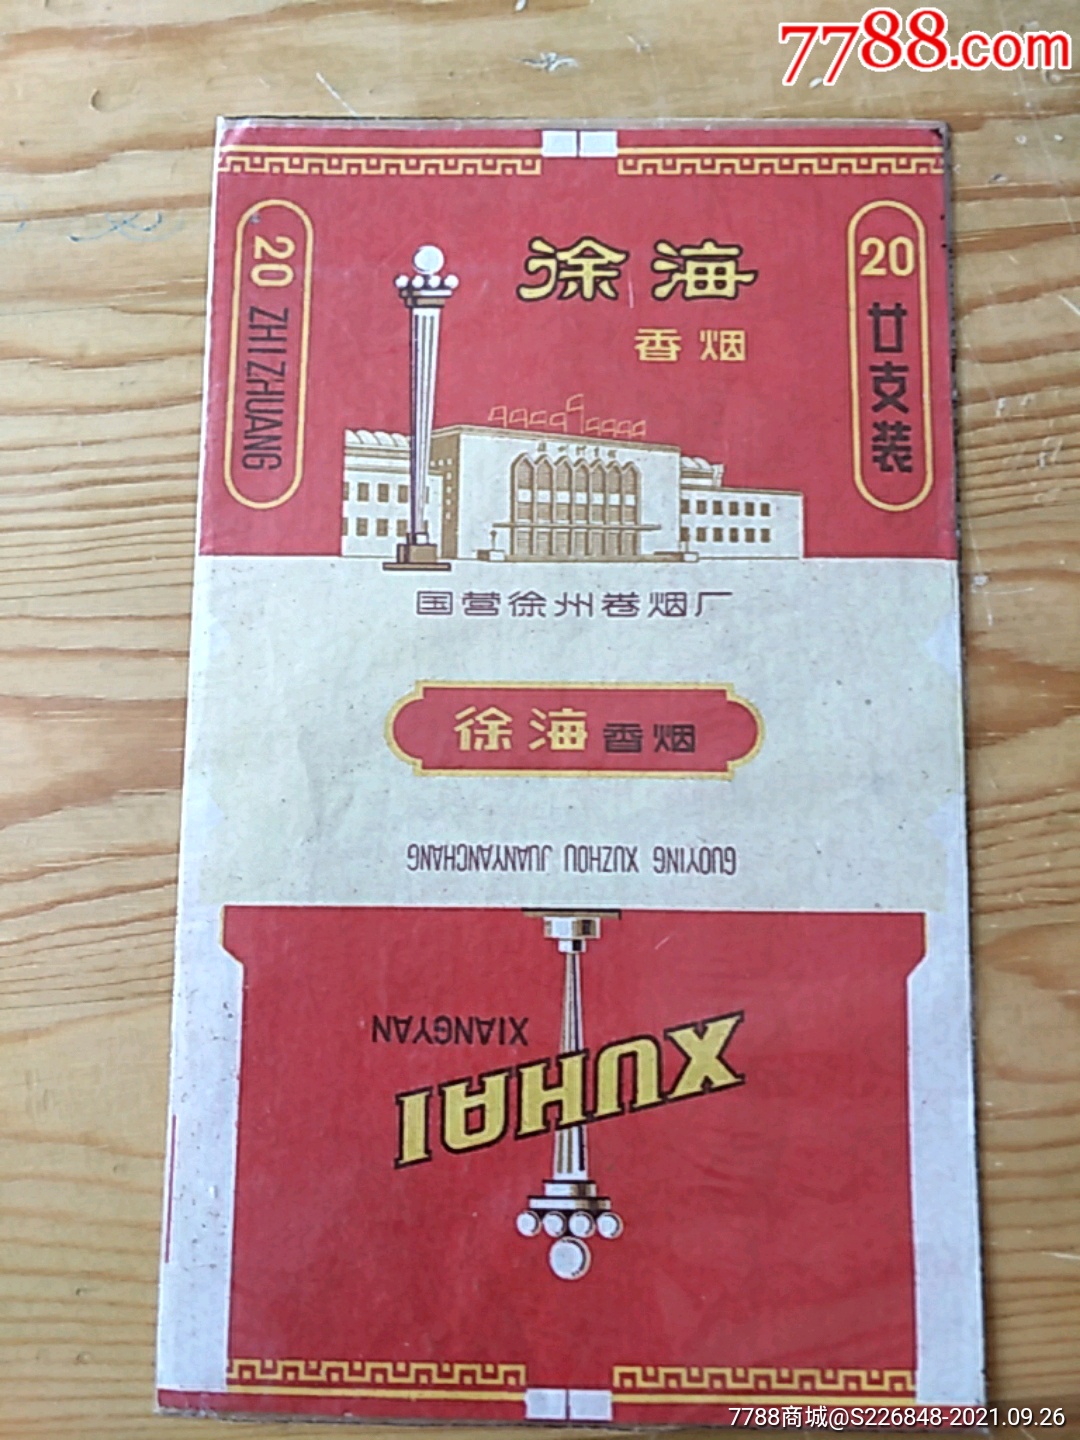 7788.com
徐海
香烟
20 ZHIZHUANG
20 廿支装
国营徐州卷烟厂
徐海香烟
GUOYING XUZHOU JUANYANCHANG
XUHAI
XIANGYAN
7788商城@S226848-2021.09.26